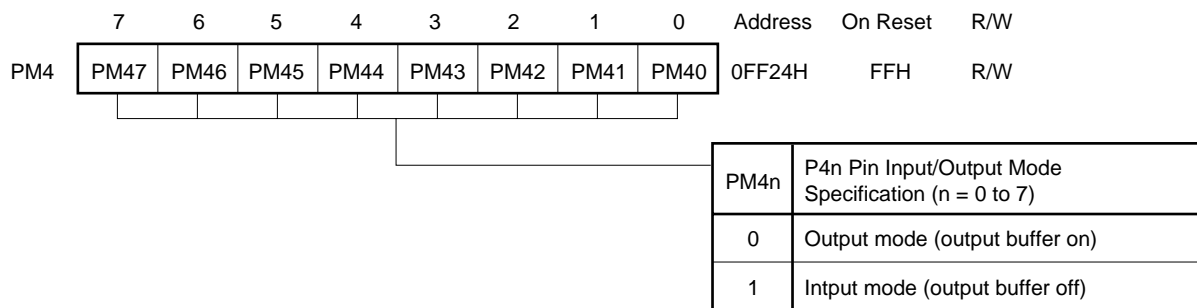 7 6 5 4 3 2 1 0 Address On Reset R/W
PM4 PM47 PM46 PM45 PM44 PM43 PM42 PM41 PM40 0FF24H FFH R/W
PM4n P4n Pin Input/Output Mode
Specification (n = 0 to 7)
0 Output mode (output buffer on)
1 Intput mode (output buffer off)